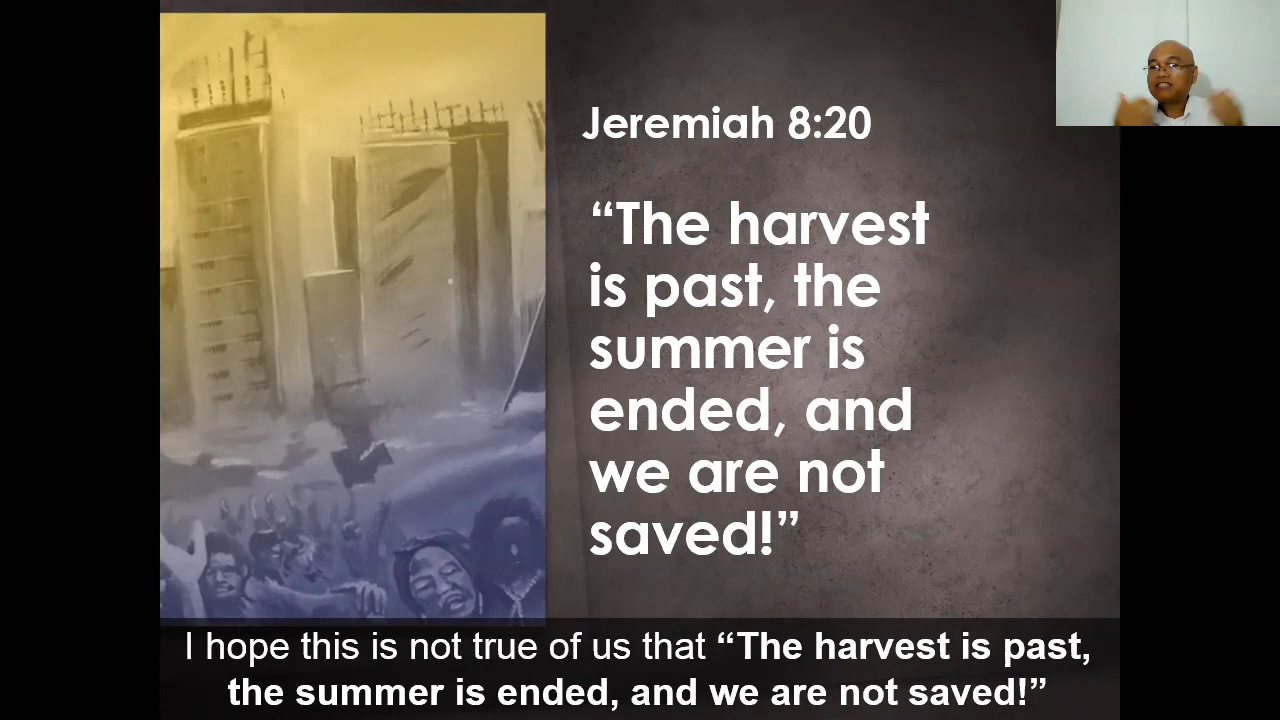 Jeremiah 8:20
“The harvest
is past, the
summer is
ended, and
we are not
saved!”
I hope this is not true of us that “The harvest is past,
the summer is ended, and we are not saved!”